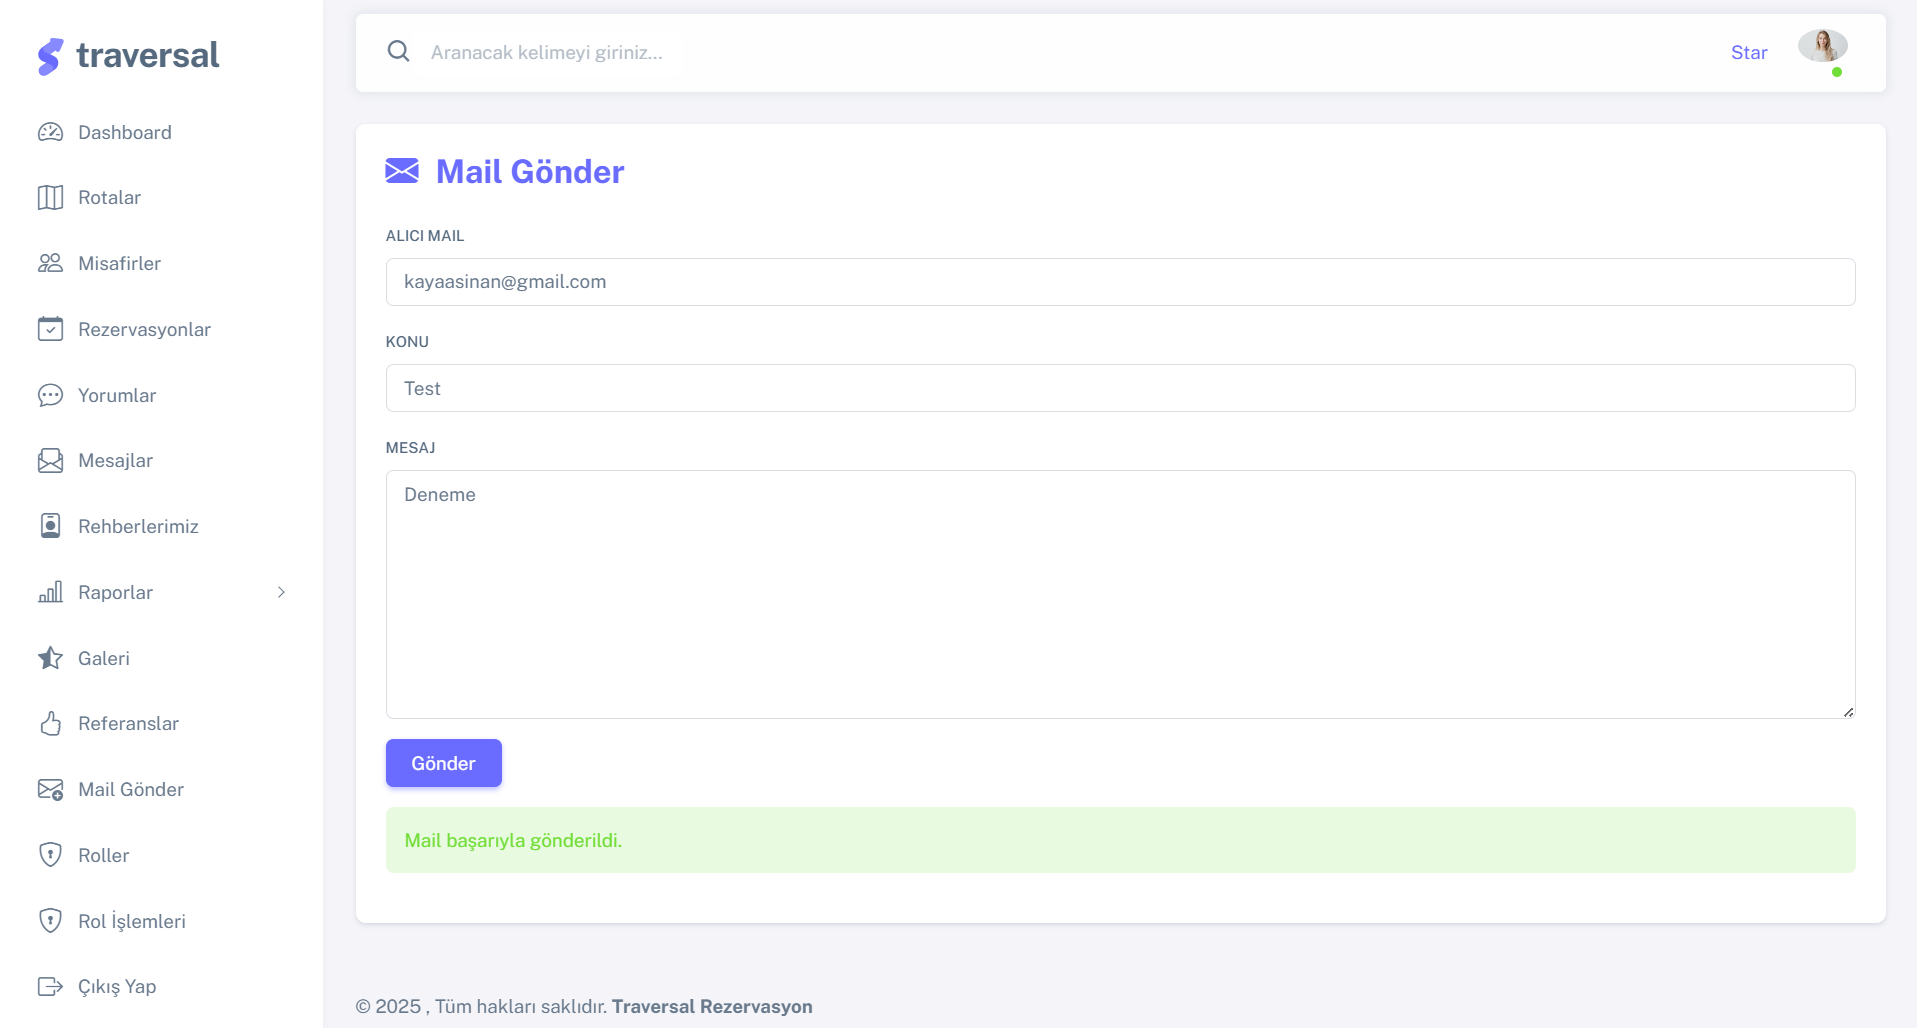 traversal
Dashboard
Rotalar
Misafirler
Rezervasyonlar
Yorumlar
Mesajlar
Rehberlerimiz
Raporlar
Galeri
Referanslar
Mail Gönder
Roller
Rol İşlemleri
Çıkış Yap
Aranacak kelimeyi giriniz...
Star
Mail Gönder
ALICI MAIL
kayaasinan@gmail.com
KONU
Test
MESAJ
Deneme
Gönder
Mail başarıyla gönderildi.
© 2025 , Tüm hakları saklıdır. Traversal Rezervasyon